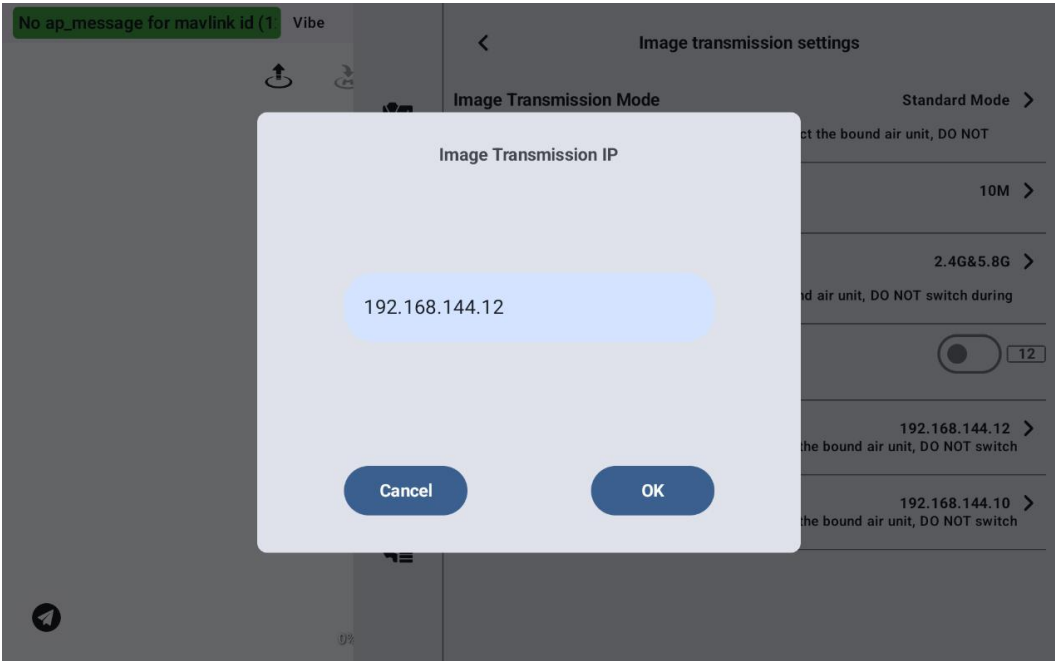 No ap_message for mavlink id (1 Vibe
Image transmission settings
Image Transmission Mode Standard Mode
ct the bound air unit, DO NOT
Image Transmission IP
10M
2.4G&5.8G
nd air unit, DO NOT switch during
192.168.144.12
12
192.168.144.12
the bound air unit, DO NOT switch
Cancel OK
192.168.144.10
the bound air unit, DO NOT switch
0%